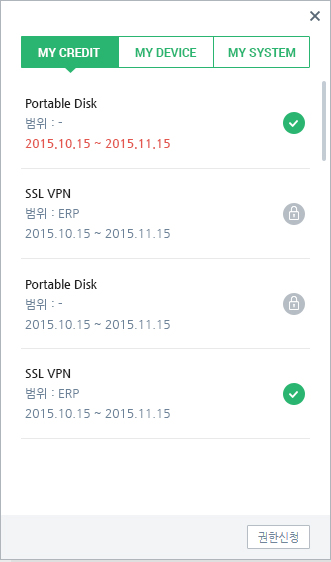 MY CREDIT
MY DEVICE
MY SYSTEM
Portable Disk
범위 : -
2015.10.15 ~ 2015.11.15
SSL VPN
범위 : ERP
2015.10.15 ~ 2015.11.15
Portable Disk
범위 : -
2015.10.15 ~ 2015.11.15
SSL VPN
범위 : ERP
2015.10.15 ~ 2015.11.15
권한신청